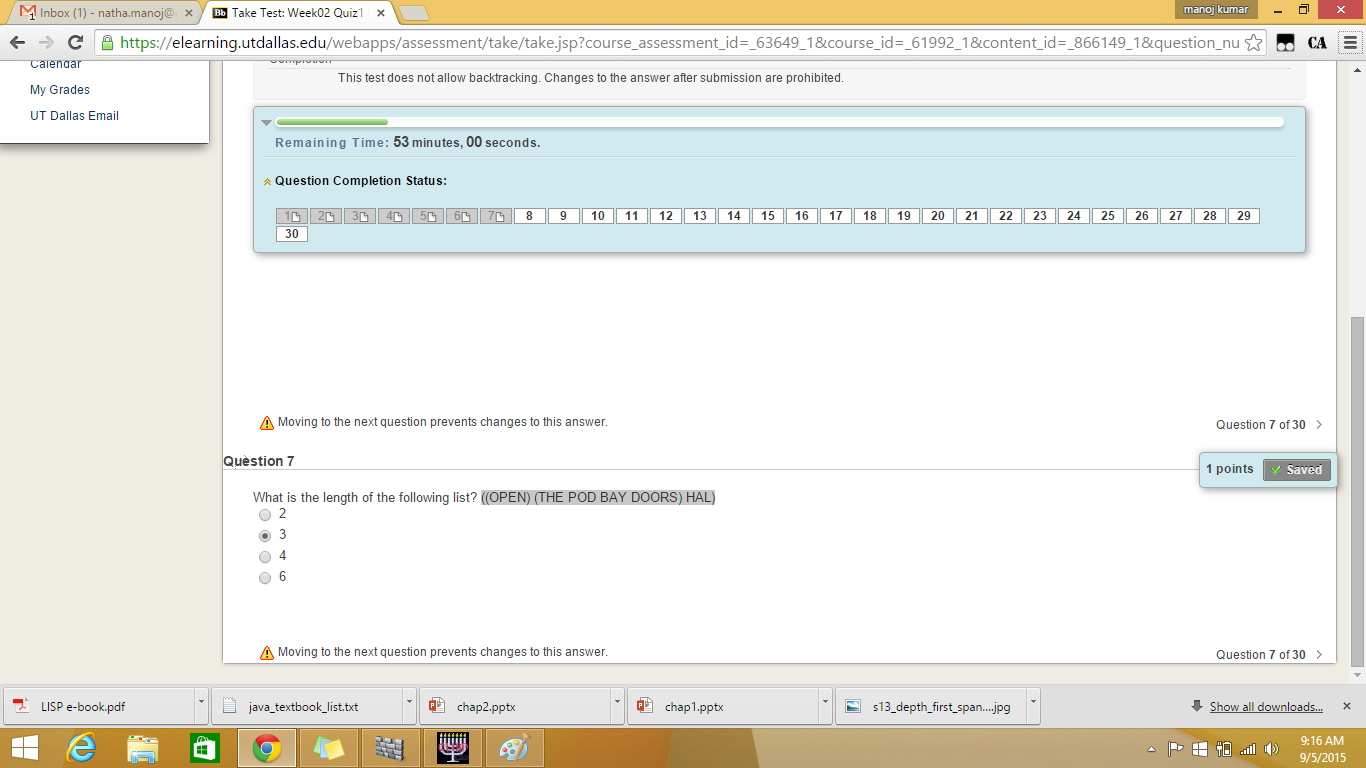 Inbox (1) - natha.manoj@
Bb Take Test: Week02 Quiz1
manoj kumar
https://elearning.utdallas.edu/webapps/assessment/take/take.jsp?course_assessment_id=_63649_1&course_id=_61992_1&content_id=_866149_1&question_nu
CA
Calendar
My Grades
UT Dallas Email
Completion
This test does not allow backtracking. Changes to the answer after submission are prohibited.
Remaining Time: 53 minutes, 00 seconds.
Question Completion Status:
1 2 3 4 5 6 7 8 9 10 11 12 13 14 15 16 17 18 19 20 21 22 23 24 25 26 27 28 29
30
Moving to the next question prevents changes to this answer.
Question 7 of 30 >
Question 7
1 points
Saved
What is the length of the following list? ((OPEN) (THE POD BAY DOORS) HAL)
2
3
4
6
Moving to the next question prevents changes to this answer.
Question 7 of 30 >
LISP e-book.pdf
java_textbook_list.txt
chap2.pptx
chap1.pptx
s13_depth_first_span....jpg
Show all downloads...
9:16 AM
9/5/2015